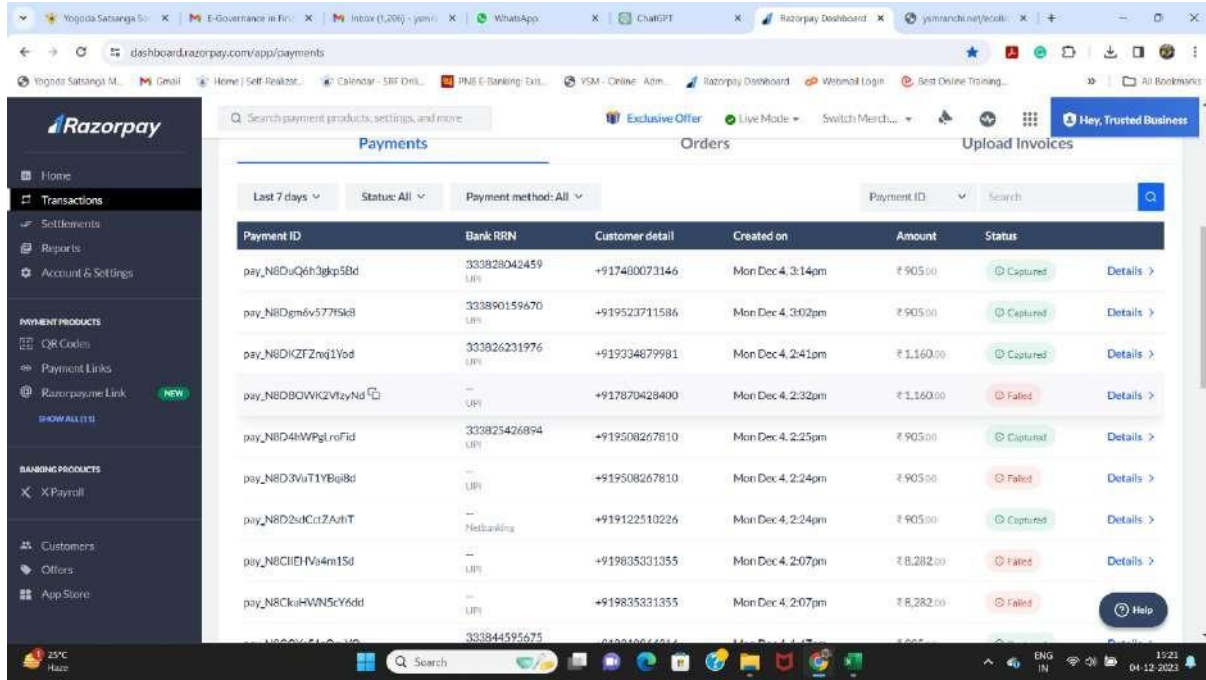 Yogoda Satsanga So
E-Governance in Fin
Inbox (1,206) - ysmr
WhatsApp
ChatGPT
Razorpay Dashboard
ysmranchi.net/ecoll
dashboard.razorpay.com/app/payments
Yogoda Satsanga M...
Gmail
Home | Self-Realizat...
Calendar - SRF Onli...
PNB E-Banking:
VSM - Online Adm...
Razorpay Dashboard
Webmail Login
Best Online Training...
All Bookmarks
Razorpay
Search payment products, settings, and more
Exclusive Offer
Live Mode
Switch Merch...
Hey, Trusted Business
Payments
Orders
Upload Invoices
Home
Transactions
Settlements
Reports
Account & Settings
PAYMENT PRODUCTS
QR Codes
Payment Links
Razorpay.me Link NEW
SHOW ALL (11)
BANKING PRODUCTS
X Payroll
Customers
Offers
App Store
Last 7 days
Status: All
Payment method: All
Payment ID
Search
Payment ID Bank RRN Customer detail Created on Amount Status
pay_N8DuQ6h3gkp5Bd 333828042459 +917480073146 Mon Dec 4, 3:14pm ₹ 905.00 Captured Details >
UPI
pay_N8Dgm6v577f5k8 333890159670 +919523711586 Mon Dec 4, 3:02pm ₹ 905.00 Captured Details >
UPI
pay_N8DKZFZnxj1Yod 333826231976 +919334879981 Mon Dec 4, 2:41pm ₹ 1,160.00 Captured Details >
UPI
pay_N8DBOWK2VfzyNd -- +917870428400 Mon Dec 4, 2:32pm ₹ 1,160.00 Failed Details >
UPI
pay_N8D4hWPgLroFid 333825426894 +919508267810 Mon Dec 4, 2:25pm ₹ 905.00 Captured Details >
UPI
pay_N8D3VuT1YBqi8d -- +919508267810 Mon Dec 4, 2:24pm ₹ 905.00 Failed Details >
UPI
pay_N8D2sdCctZAzhT -- +919122510226 Mon Dec 4, 2:24pm ₹ 905.00 Captured Details >
Netbanking
pay_N8ClIEHVa4m1Sd -- +919835331355 Mon Dec 4, 2:07pm ₹ 8,282.00 Failed Details >
UPI
pay_N8CkuHWN5cY6dd -- +919835331355 Mon Dec 4, 2:07pm ₹ 8,282.00 Failed
UPI
Help
333844595675
25°C
Haze
Search
ENG
IN
15:21
04-12-2023